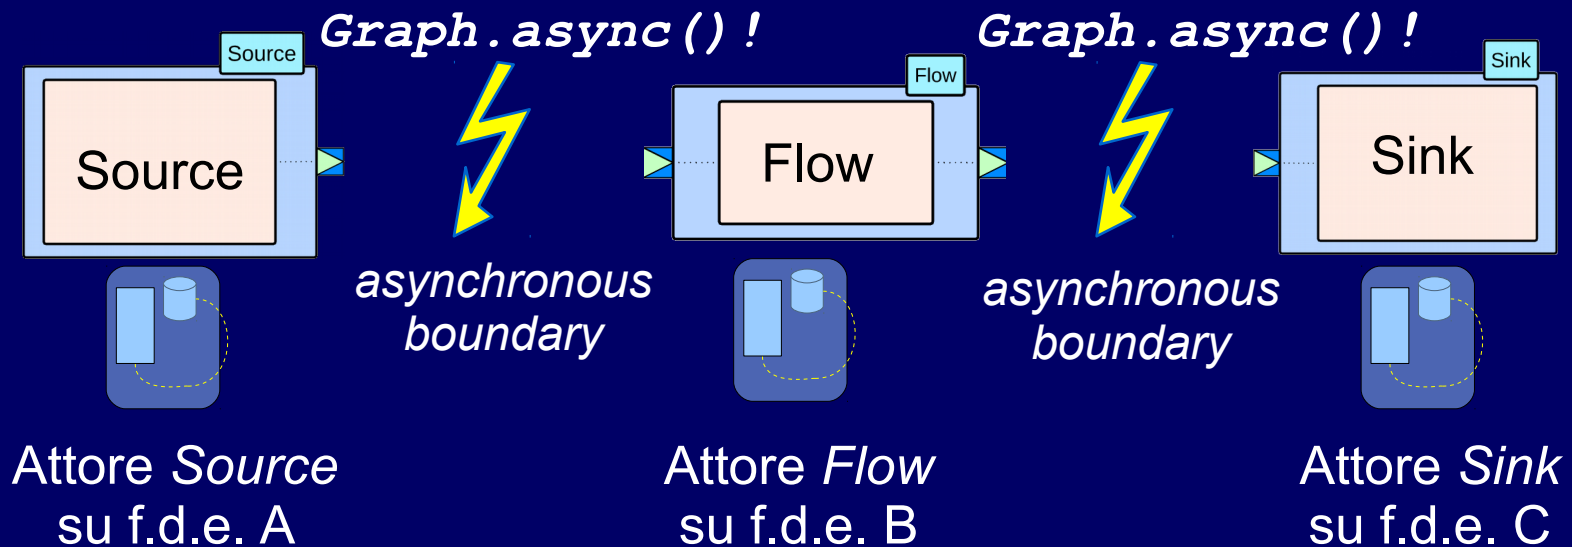 Graph.async()!
Graph.async()!
Source
Source
Flow
Flow
Sink
Sink
asynchronous
boundary
asynchronous
boundary
Attore Source
su f.d.e. A
Attore Flow
su f.d.e. B
Attore Sink
su f.d.e. C